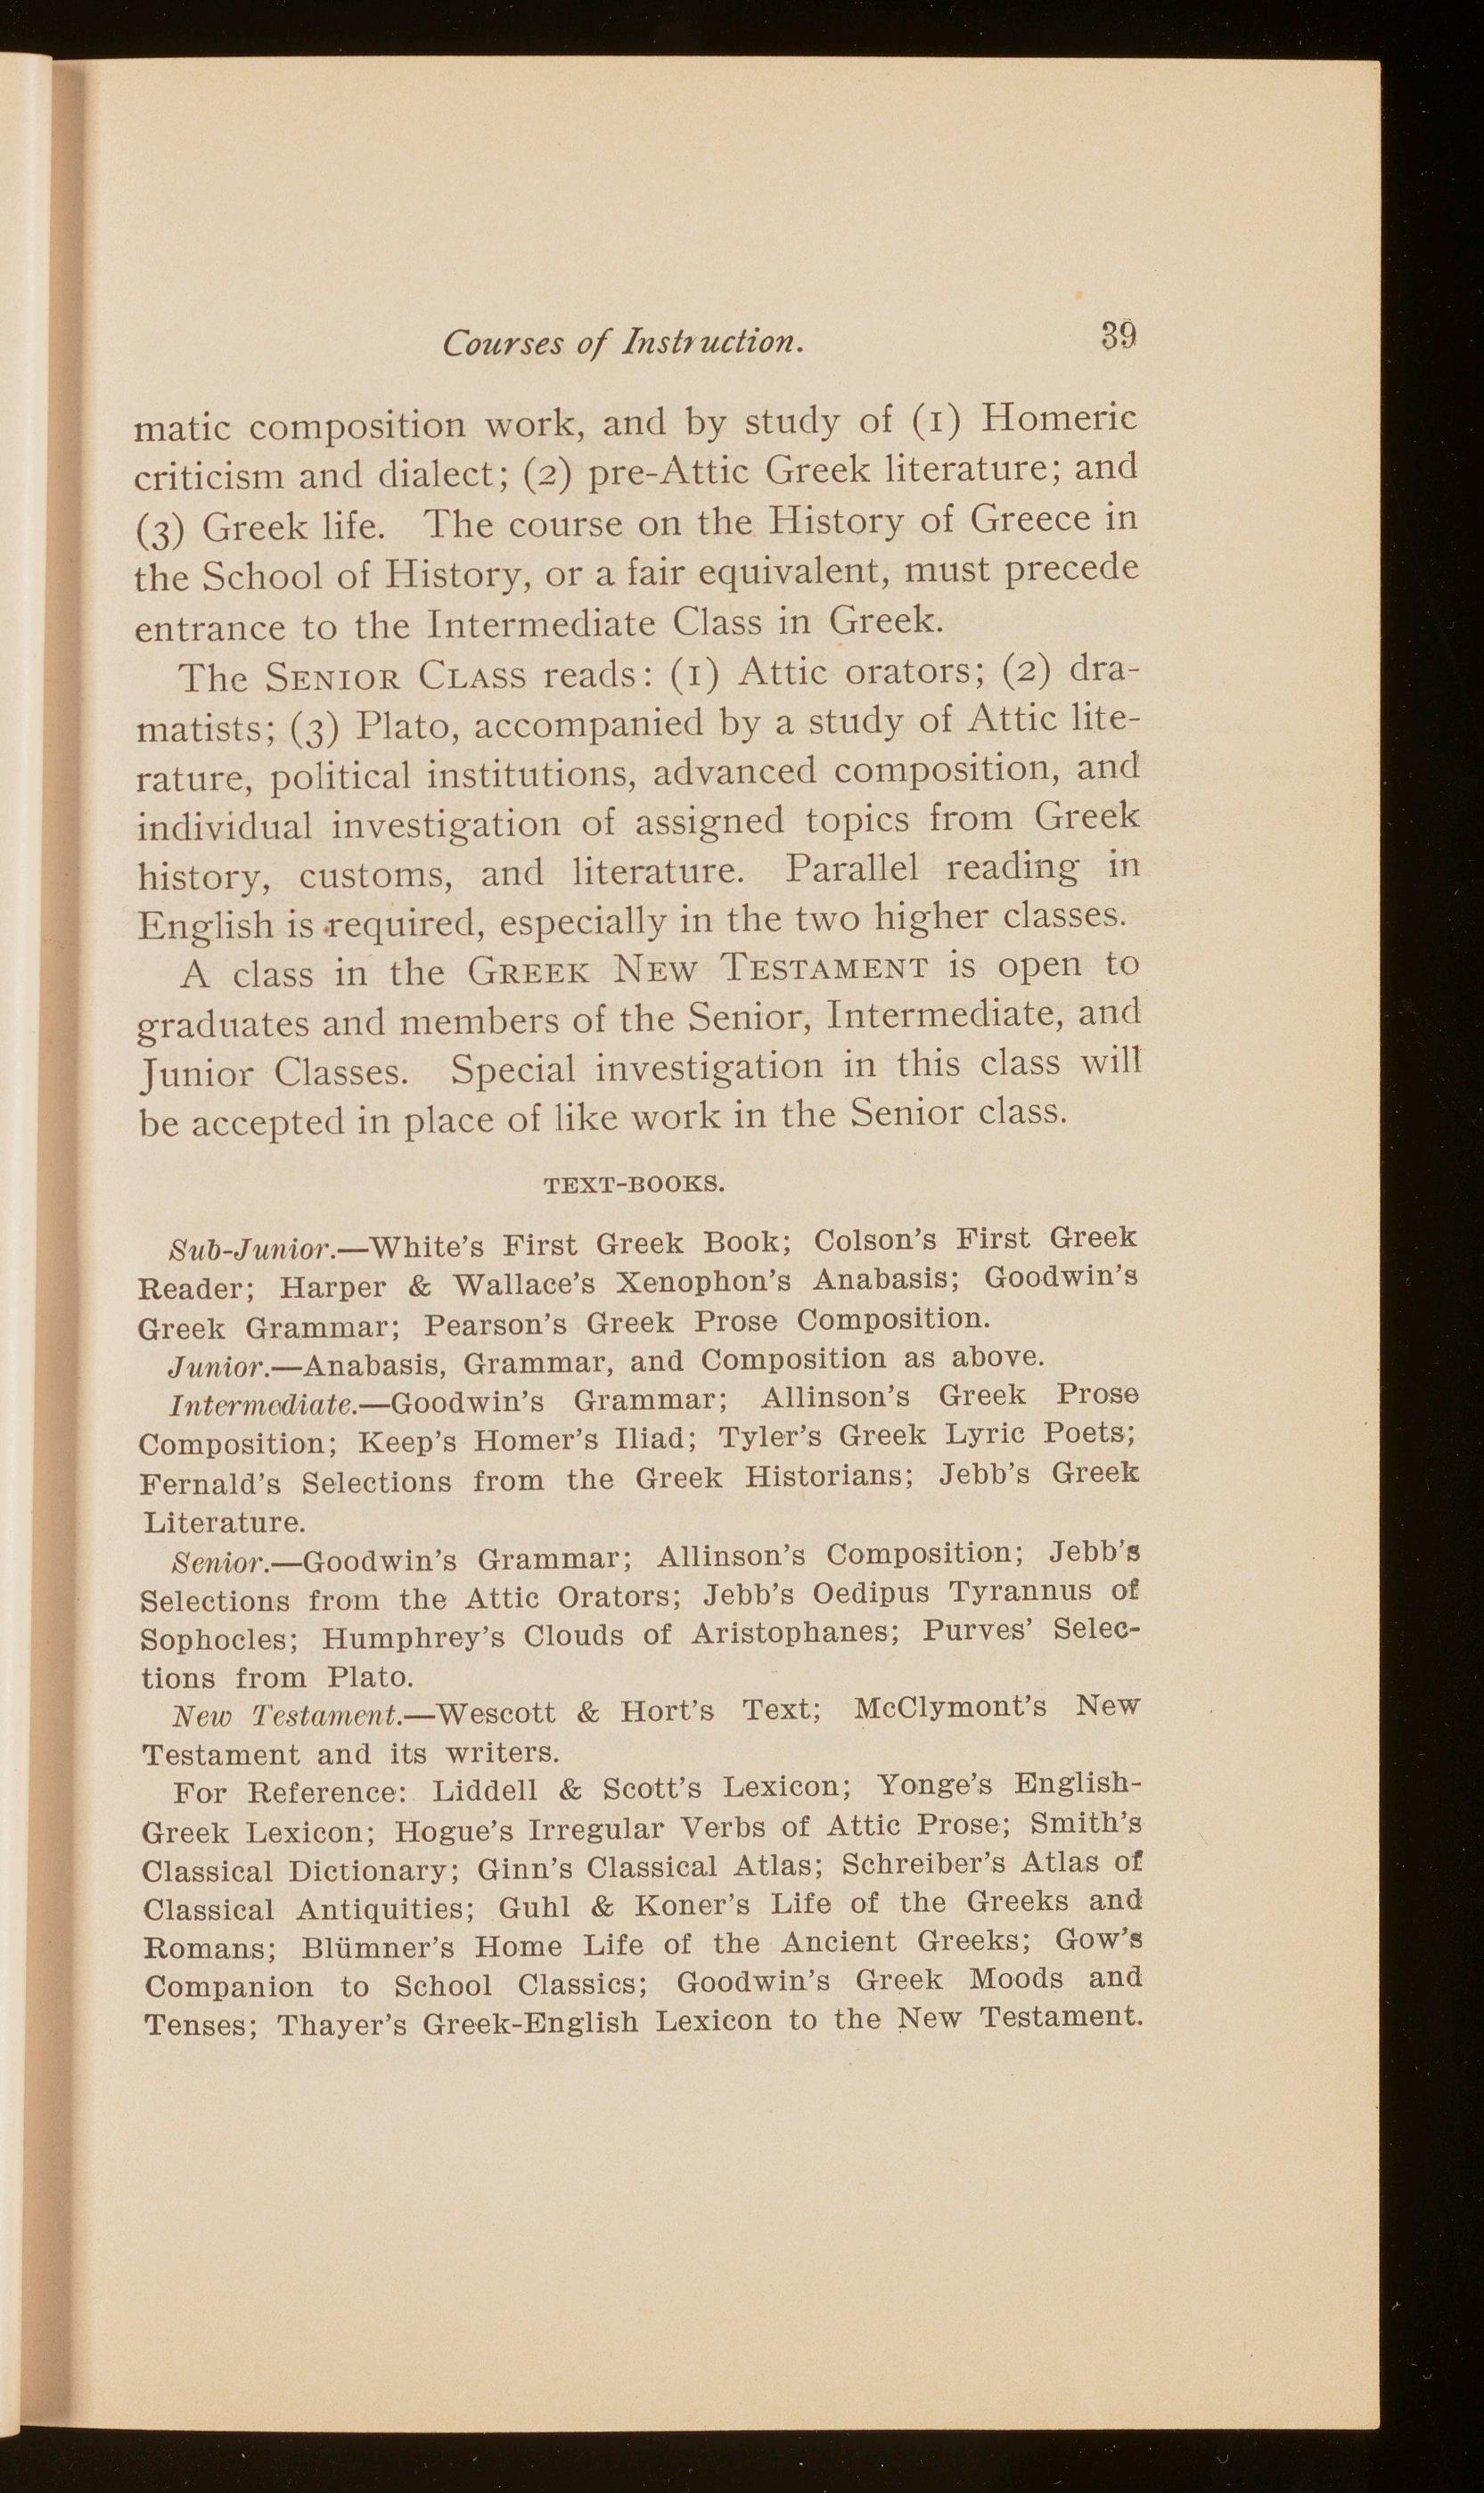 Courses of Instruction. 39
matic composition work, and by study of (1) Homeric
criticism and dialect; (2) pre-Attic Greek literature; and
(3) Greek life. The course on the History of Greece in
the School of History, or a fair equivalent, must precede
entrance to the Intermediate Class in Greek.
The SENIOR CLASS reads: (1) Attic orators; (2) dra-
matists; (3) Plato, accompanied by a study of Attic lite-
rature, political institutions, advanced composition, and
individual investigation of assigned topics from Greek
history, customs, and literature. Parallel reading in
English is required, especially in the two higher classes.
A class in the GREEK NEW TESTAMENT is open to
graduates and members of the Senior, Intermediate, and
Junior Classes. Special investigation in this class will
be accepted in place of like work in the Senior class.
TEXT-BOOKS.
Sub-Junior.—White's First Greek Book; Colson's First Greek
Reader; Harper & Wallace's Xenophon's Anabasis; Goodwin's
Greek Grammar; Pearson's Greek Prose Composition.
Junior.—Anabasis, Grammar, and Composition as above.
Intermediate.—Goodwin's Grammar; Allinson's Greek Prose
Composition; Keep's Homer's Iliad; Tyler's Greek Lyric Poets;
Fernald's Selections from the Greek Historians; Jebb's Greek
Literature.
Senior.—Goodwin's Grammar; Allinson's Composition; Jebb's
Selections from the Attic Orators; Jebb's Oedipus Tyrannus of
Sophocles; Humphrey's Clouds of Aristophanes; Purves' Selec-
tions from Plato.
New Testament.—Wescott & Hort's Text; McClymont's New
Testament and its writers.
For Reference: Liddell & Scott's Lexicon; Yonge's English-
Greek Lexicon; Hogue's Irregular Verbs of Attic Prose; Smith's
Classical Dictionary; Ginn's Classical Atlas; Schreiber's Atlas of
Classical Antiquities; Guhl & Koner's Life of the Greeks and
Romans; Blümner's Home Life of the Ancient Greeks; Gow's
Companion to School Classics; Goodwin's Greek Moods and
Tenses; Thayer's Greek-English Lexicon to the New Testament.